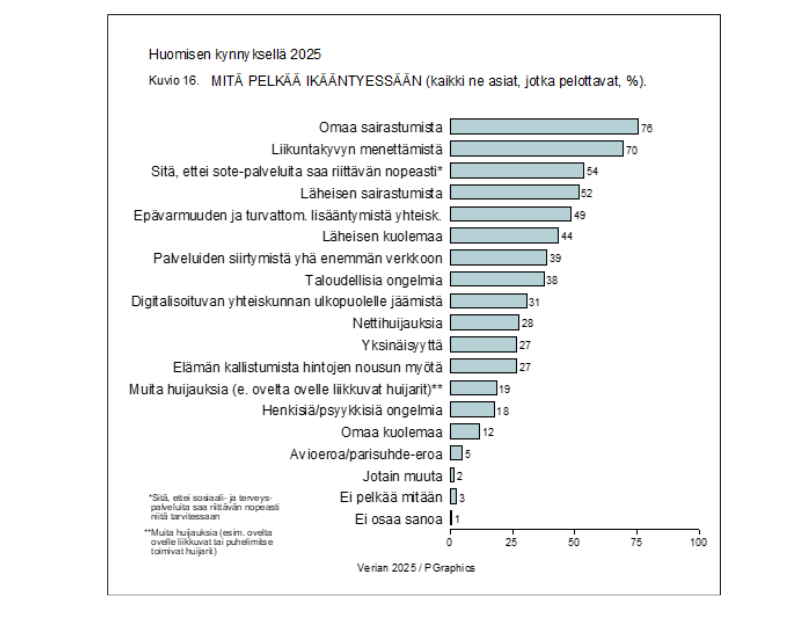 Huomisen kynnyksellä 2025
Kuvio 16. MITÄ PELKÄÄ IKÄÄNTYESSÄÄN (kaikki ne asiat, jotka pelottavat, %).
Omaa sairastumista 76
Liikuntakyvyn menettämistä 70
Sitä, ettei sote-palveluita saa riittävän nopeasti* 54
Läheisen sairastumista 52
Epävarmuuden ja turvattom. lisääntymistä yhteisk. 49
Läheisen kuolemaa 44
Palveluiden siirtymistä yhä enemmän verkkoon 39
Taloudellisia ongelmia 38
Digitalisoituvan yhteiskunnan ulkopuolelle jäämistä 31
Nettihuijauksia 28
Yksinäisyyttä 27
Elämän kallistumista hintojen nousun myötä 27
Muita huijauksia (e. ovelta ovelle liikkuvat huijarit)** 19
Henkisiä/psyykkisiä ongelmia 18
Omaa kuolemaa 12
Avioeroa/parisuhde-eroa 5
Jotain muuta 2
Ei pelkää mitään 3
Ei osaa sanoa 1
0 25 50 75 100
*Sitä, ettei sosiaali- ja terveys-
palveluita saa riittävän nopeasti
niitä tarvitessaan
**Muita huijauksia (esim. ovelta
ovelle liikkuvat tai puhelimitse
toimivat huijarit)
Verian 2025 / PGraphics